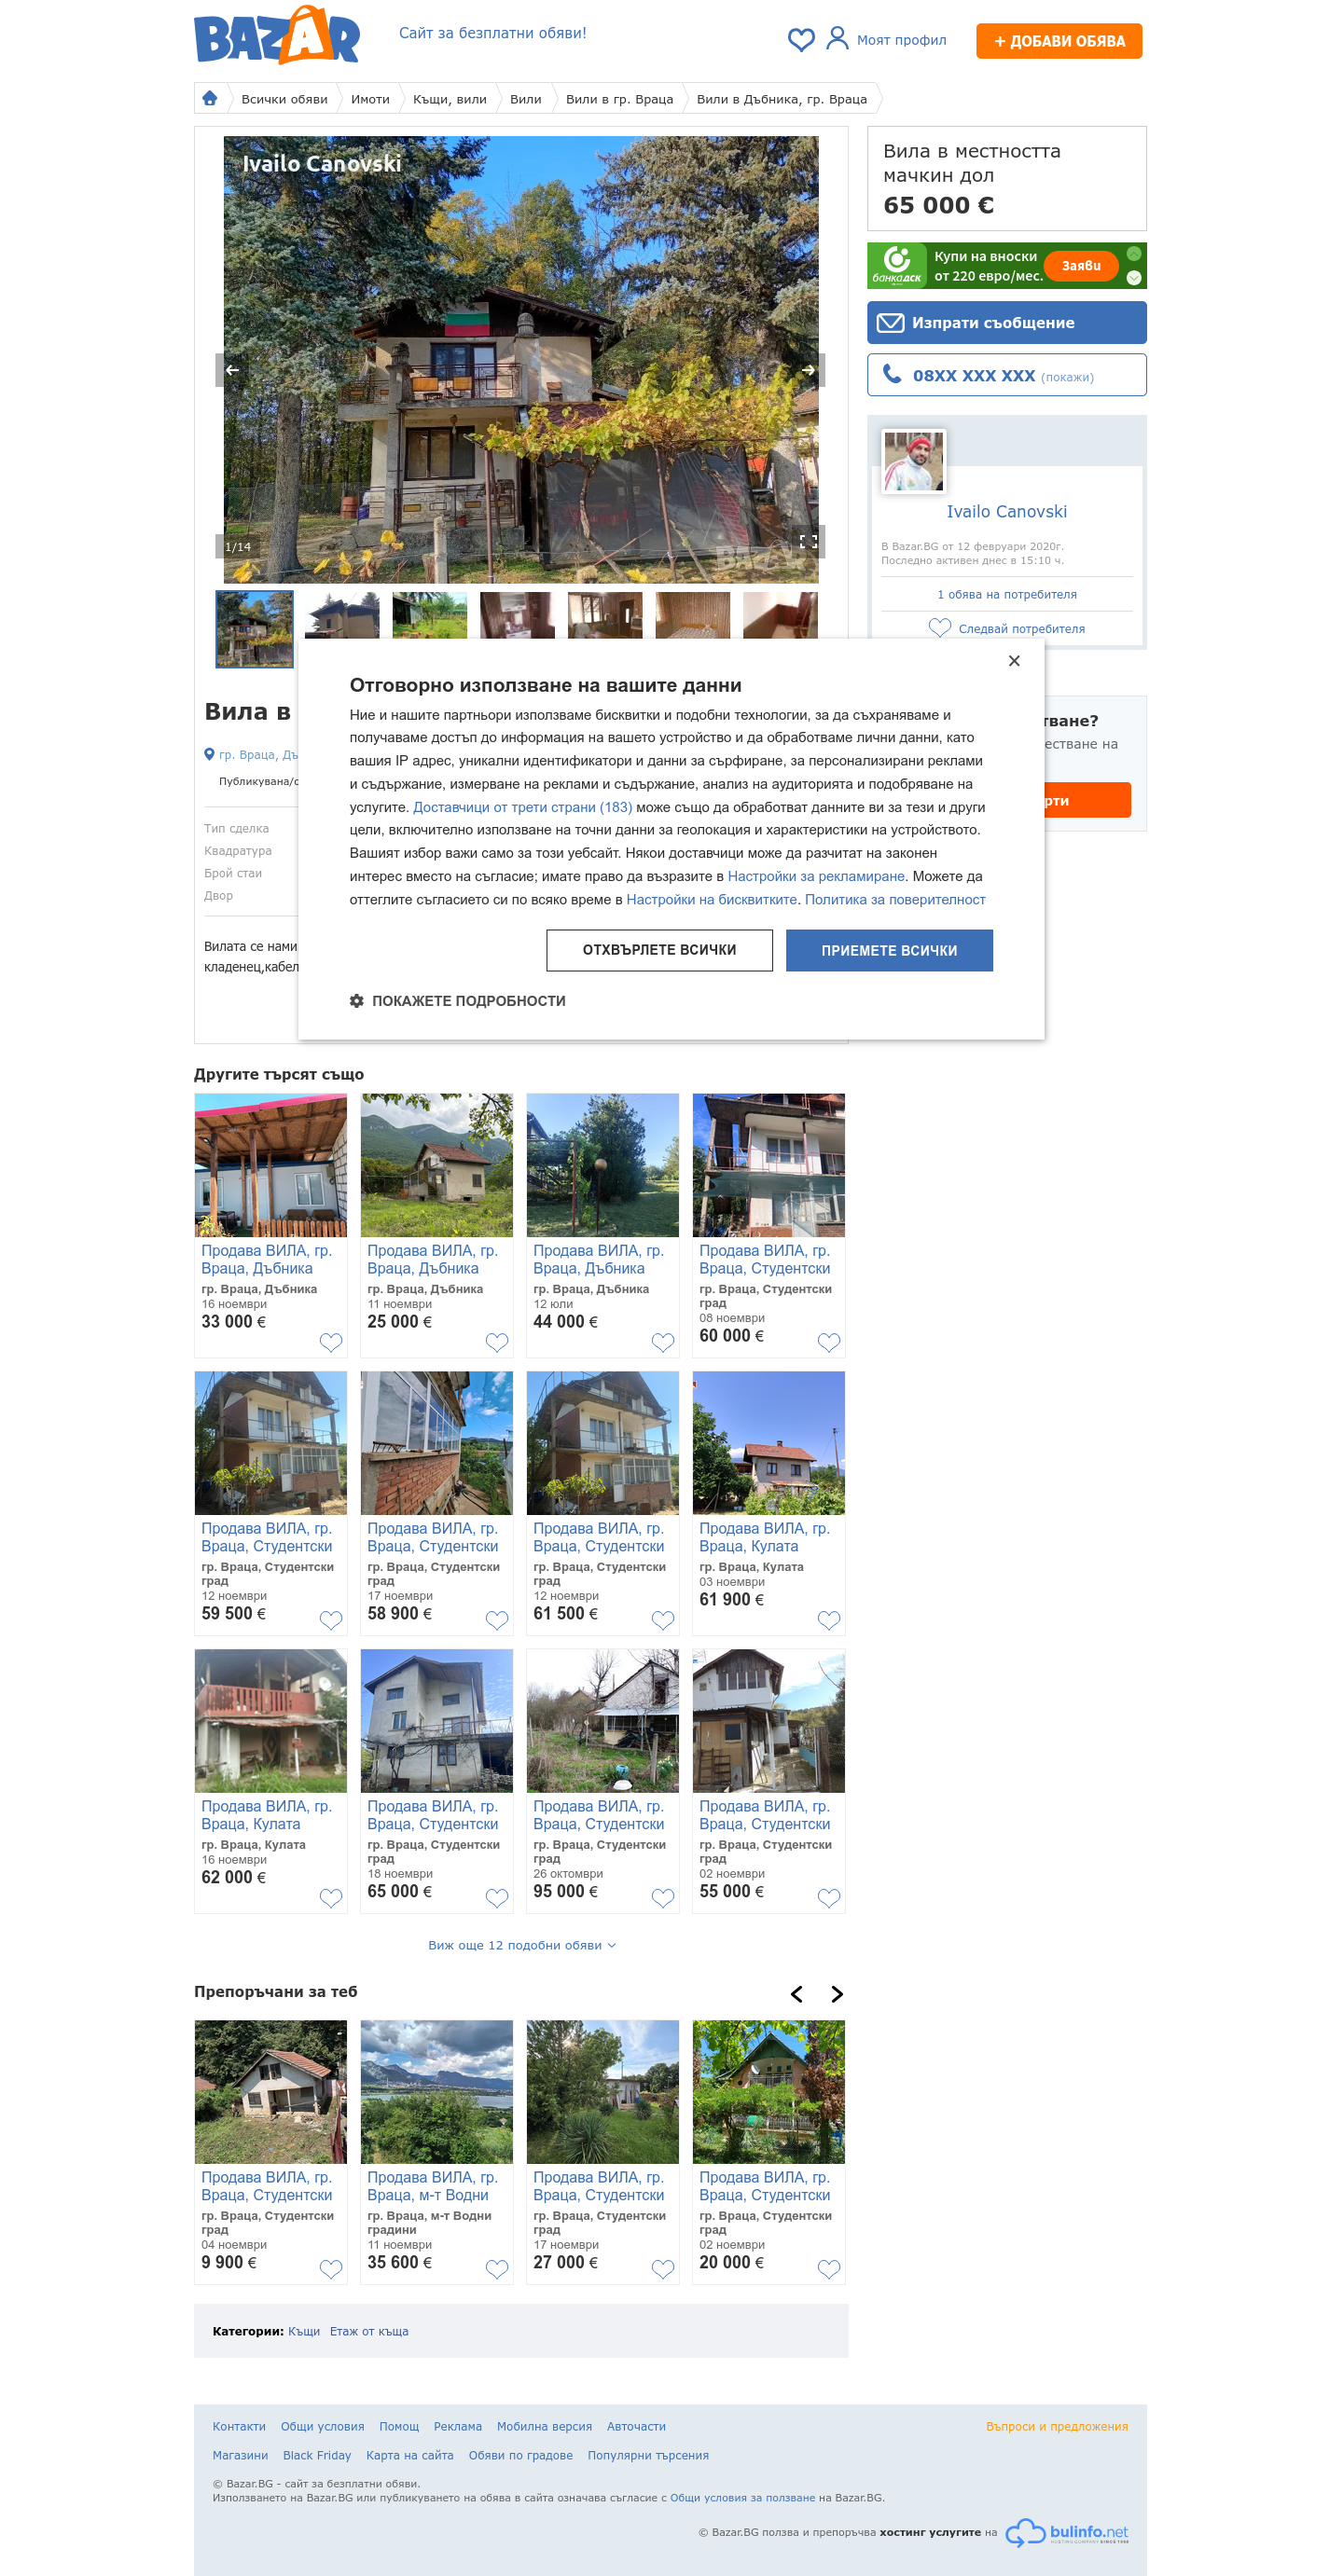 BAZAR
Сайт за безплатни обяви!
Моят профил
+ ДОБАВИ ОБЯВА
Всички обяви
Имоти
Къщи, вили
Вили
Вили в гр. Враца
Вили в Дъбника, гр. Враца
Ivailo Canovski
1/14
Вила в местността
мачкин дол
65 000 €
банка дск
Купи на вноски
от 220 евро/мес.
Заяви
Изпрати съобщение
08XX XXX XXX (покажи)
Ivailo Canovski
В Bazar.BG от 12 февруари 2020г.
Последно активен днес в 15:10 ч.
1 обява на потребителя
Следвай потребителя
Вила в
гр. Враца, Дъ
Публикувана/
Тип сделка
Квадратура
Брой стаи
Двор
Вилата се нами
кладенец,кабел
Отговорно използване на вашите данни
Ние и нашите партньори използваме бисквитки и подобни технологии, за да съхраняваме и
получаваме достъп до информация на вашето устройство и да обработваме лични данни, като
вашия IP адрес, уникални идентификатори и данни за сърфиране, за персонализирани реклами
и съдържание, измерване на реклами и съдържание, анализ на аудиторията и подобряване на
услугите. Доставчици от трети страни (183) може също да обработват данните ви за тези и други
цели, включително използване на точни данни за геолокация и характеристики на устройството.
Вашият избор важи само за този уебсайт. Някои доставчици може да разчитат на законен
интерес вместо на съгласие; имате право да възразите в Настройки за рекламиране. Можете да
оттеглите съгласието си по всяко време в Настройки на бисквитките. Политика за поверителност
ОТХВЪРЛЕТЕ ВСИЧКИ
ПРИЕМЕТЕ ВСИЧКИ
ПОКАЖЕТЕ ПОДРОБНОСТИ
тване?
естване на
рти
Другите търсят също
Продава ВИЛА, гр.
Враца, Дъбника
гр. Враца, Дъбника
16 ноември
33 000 €
Продава ВИЛА, гр.
Враца, Дъбника
гр. Враца, Дъбника
11 ноември
25 000 €
Продава ВИЛА, гр.
Враца, Дъбника
гр. Враца, Дъбника
12 юли
44 000 €
Продава ВИЛА, гр.
Враца, Студентски
гр. Враца, Студентски
град
08 ноември
60 000 €
Продава ВИЛА, гр.
Враца, Студентски
гр. Враца, Студентски
град
12 ноември
59 500 €
Продава ВИЛА, гр.
Враца, Студентски
гр. Враца, Студентски
град
17 ноември
58 900 €
Продава ВИЛА, гр.
Враца, Студентски
гр. Враца, Студентски
град
12 ноември
61 500 €
Продава ВИЛА, гр.
Враца, Кулата
гр. Враца, Кулата
03 ноември
61 900 €
Продава ВИЛА, гр.
Враца, Кулата
гр. Враца, Кулата
16 ноември
62 000 €
Продава ВИЛА, гр.
Враца, Студентски
гр. Враца, Студентски
град
18 ноември
65 000 €
Продава ВИЛА, гр.
Враца, Студентски
гр. Враца, Студентски
град
26 октомври
95 000 €
Продава ВИЛА, гр.
Враца, Студентски
гр. Враца, Студентски
град
02 ноември
55 000 €
Виж още 12 подобни обяви
Препоръчани за теб
Продава ВИЛА, гр.
Враца, Студентски
гр. Враца, Студентски
град
04 ноември
9 900 €
Продава ВИЛА, гр.
Враца, м-т Водни
гр. Враца, м-т Водни
градини
11 ноември
35 600 €
Продава ВИЛА, гр.
Враца, Студентски
гр. Враца, Студентски
град
17 ноември
27 000 €
Продава ВИЛА, гр.
Враца, Студентски
гр. Враца, Студентски
град
02 ноември
20 000 €
Категории: Къщи Етаж от къща
Контакти Общи условия Помощ Реклама Мобилна версия Авточасти
Въпроси и предложения
Магазини Black Friday Карта на сайта Обяви по градове Популярни търсения
© Bazar.BG - сайт за безплатни обяви.
Използването на Bazar.BG или публикуването на обява в сайта означава съгласие с Общи условия за ползване на Bazar.BG.
© Bazar.BG ползва и препоръчва хостинг услугите на
bulinfo.net